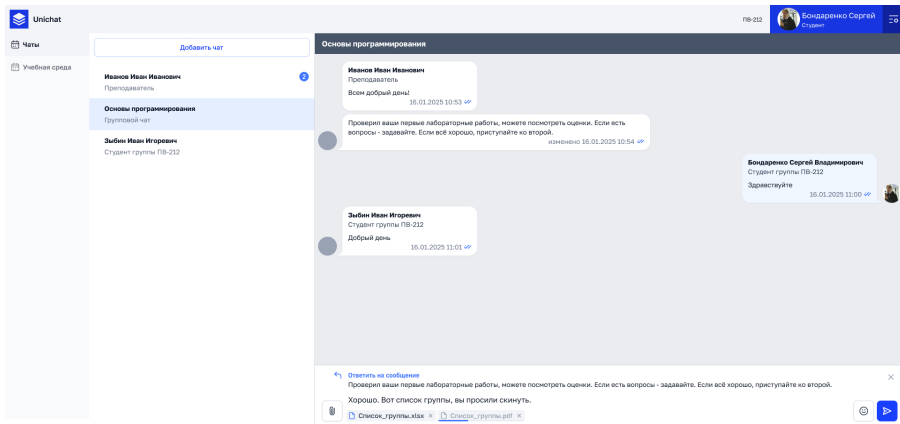 Unichat
ПВ-212
Бондаренко Сергей
Студент
Чаты
Учебная среда
Добавить чат
Иванов Иван Иванович
2
Преподаватель
Основы программирования
Групповой чат
Зыбин Иван Игоревич
Студент группы ПВ-212
Основы программирования
Иванов Иван Иванович
Преподаватель
Всем добрый день!
16.01.2025 10:53
Проверил ваши первые лабораторные работы, можете посмотреть оценки. Если есть
вопросы - задавайте. Если всё хорошо, приступайте ко второй.
изменено 16.01.2025 10:54
Бондаренко Сергей Владимирович
Студент группы ПВ-212
Здравствуйте
16.01.2025 11:00
Зыбин Иван Игоревич
Студент группы ПВ-212
Добрый день
16.01.2025 11:01
Ответить на сообщение
Проверил ваши первые лабораторные работы, можете посмотреть оценки. Если есть вопросы - задавайте. Если всё хорошо, приступайте ко второй.
Хорошо. Вот список группы, вы просили скинуть.
Список_группы.xlsx
Список_группы.pdf